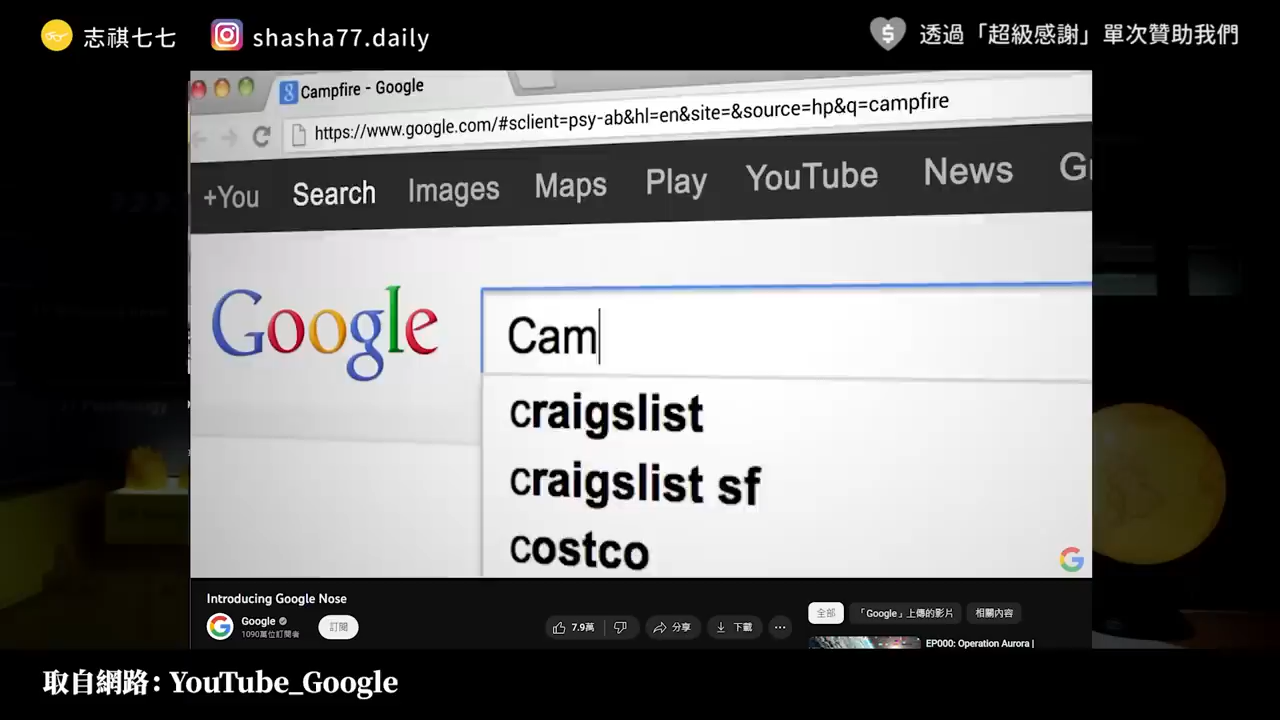 志祺七七
shasha77.daily
透過「超級感謝」單次贊助我們
Campfire - Google
https://www.google.com/#sclient=psy-ab&hl=en&site=&source=hp&q=campfire
+You Search Images Maps Play YouTube News
Google
Cam
craigslist
craigslist sf
costco
Introducing Google Nose
Google
1090萬位訂閱者
訂閱
7.9萬
分享
下載
全部
「Google」上傳的影片
相關內容
EP000: Operation Aurora |
取自網路：YouTube_Google